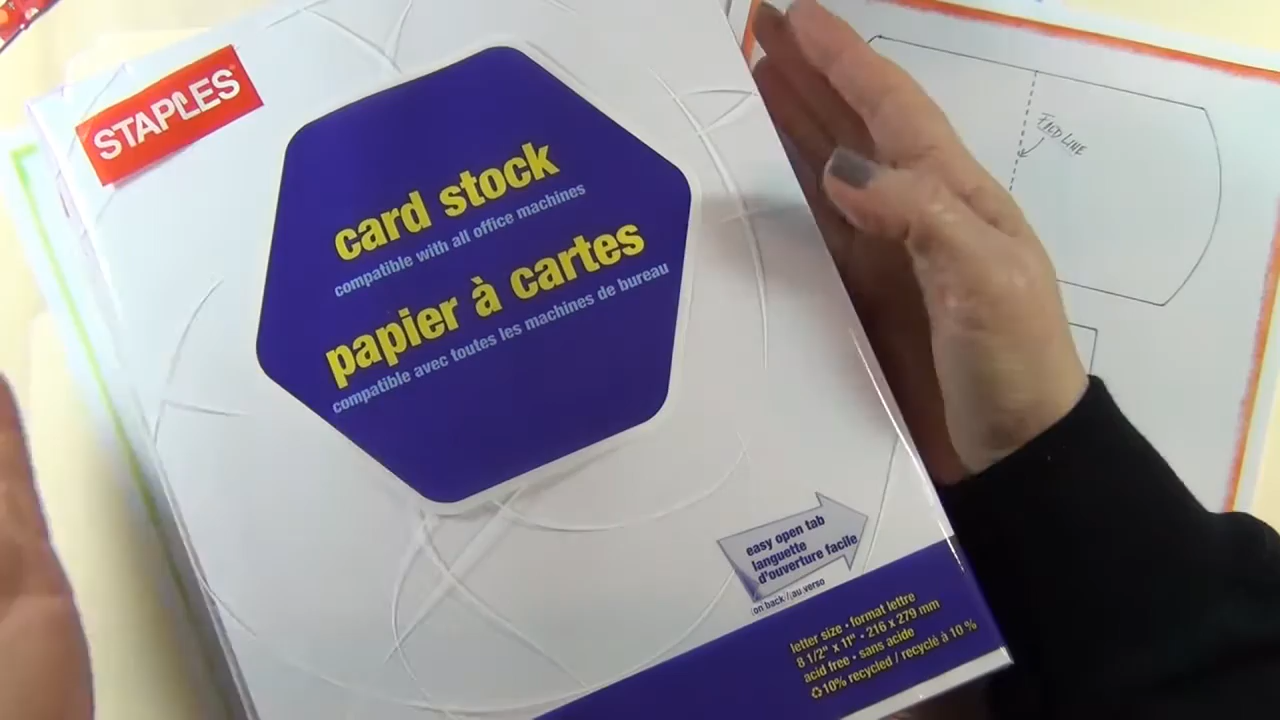 STAPLES
card stock
compatible with all office machines
papier à cartes
compatible avec toutes les machines de bureau
easy open tab
languette
d'ouverture facile
(on back / (au verso
letter size • format lettre
8 1/2" x 11" • 216 x 279 mm
acid free • sans acide
10% recycled / recyclé à 10 %
FOLD LINE